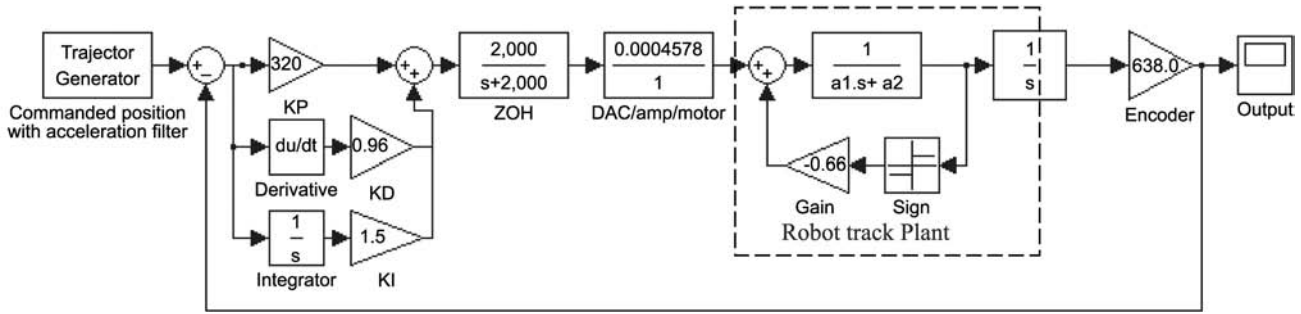 Trajector
Generator
Commanded position
with acceleration filter
+
−
320
KP
du/dt
Derivative
0.96
KD
1
s
Integrator
1.5
KI
+
+
2,000
s+2,000
ZOH
0.0004578
1
DAC/amp/motor
+
+
1
a1.s+ a2
-0.66
Gain
Sign
Robot track Plant
1
s
638.0
Encoder
Output